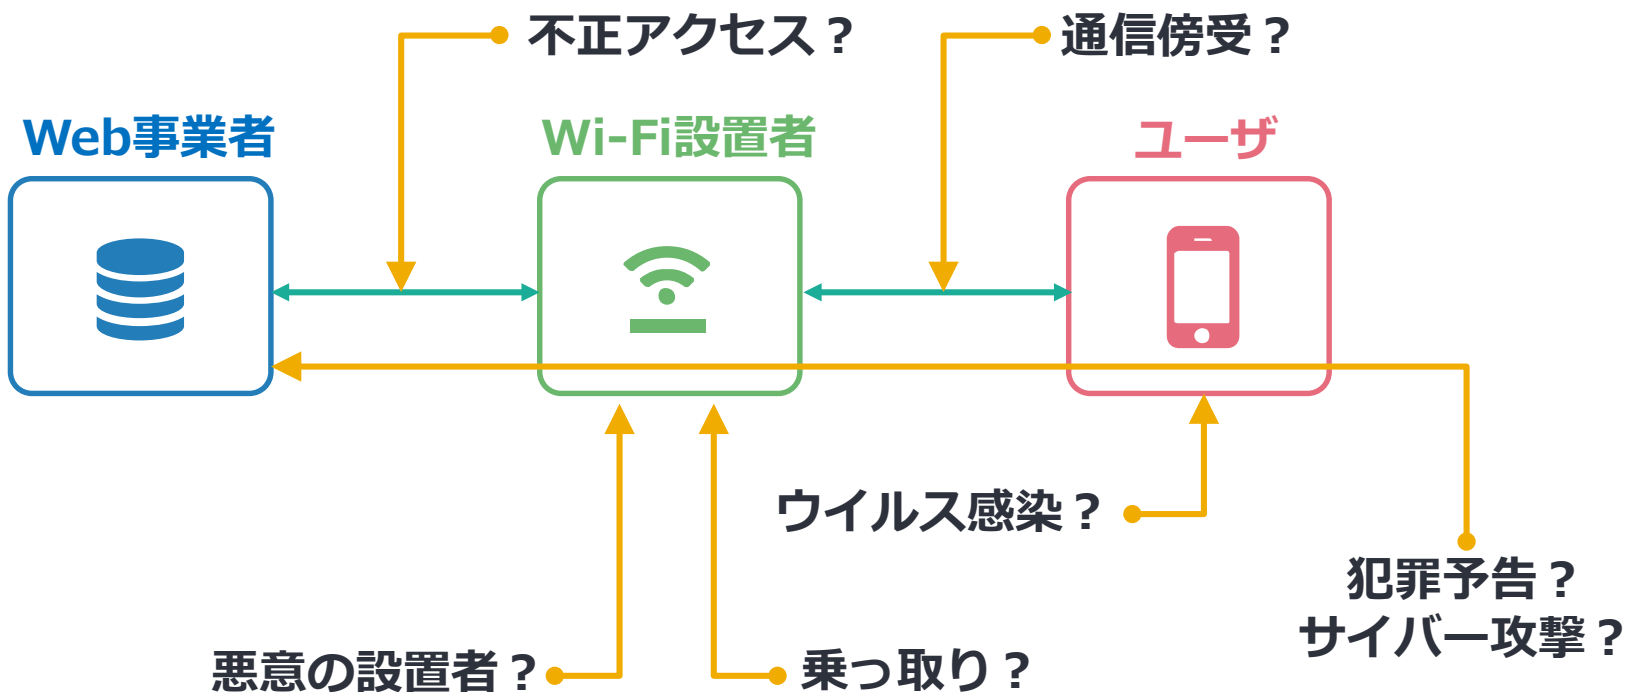 不正アクセス？
通信傍受？
Web事業者
Wi-Fi設置者
ユーザ
ウイルス感染？
犯罪予告？
サイバー攻撃？
悪意の設置者？
乗っ取り？